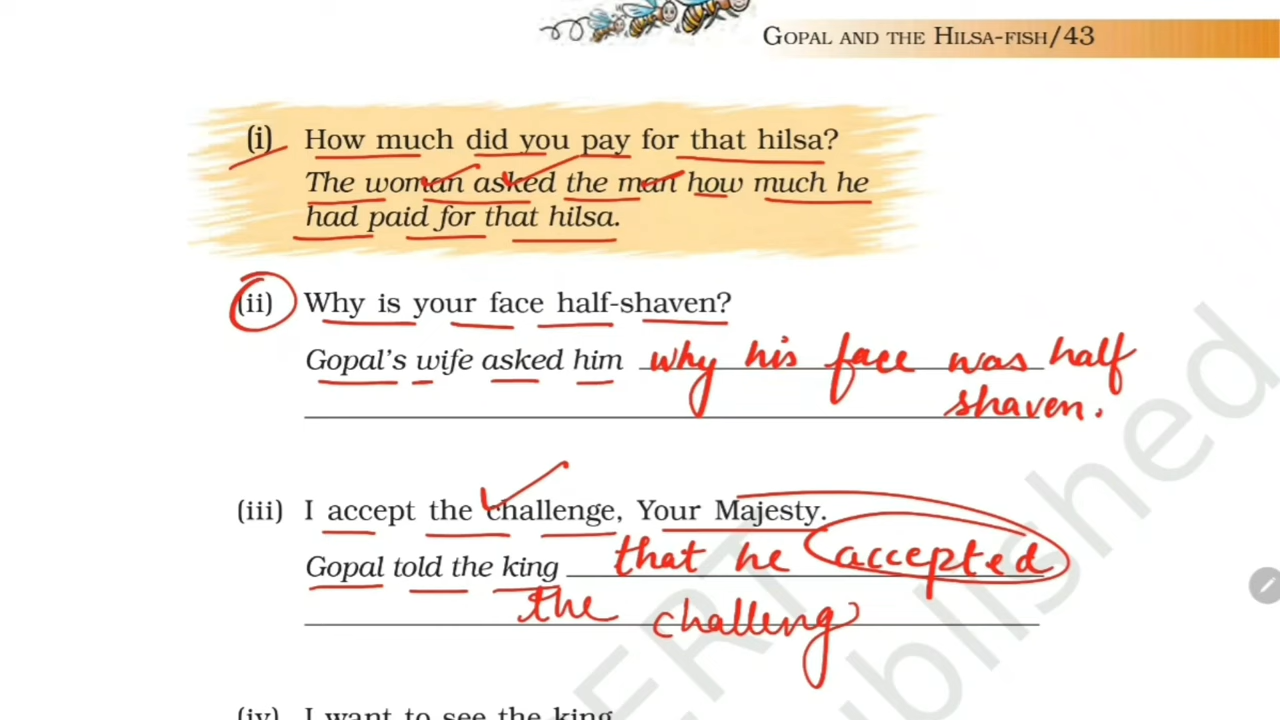 GOPAL AND THE HILSA-FISH/43
(i) How much did you pay for that hilsa?
The woman asked the man how much he
had paid for that hilsa.
(ii) Why is your face half-shaven?
Gopal's wife asked him why his face was half
shaven.
(iii) I accept the challenge, Your Majesty.
Gopal told the king that he accepted
the challeng
(iv) I want to see the king.